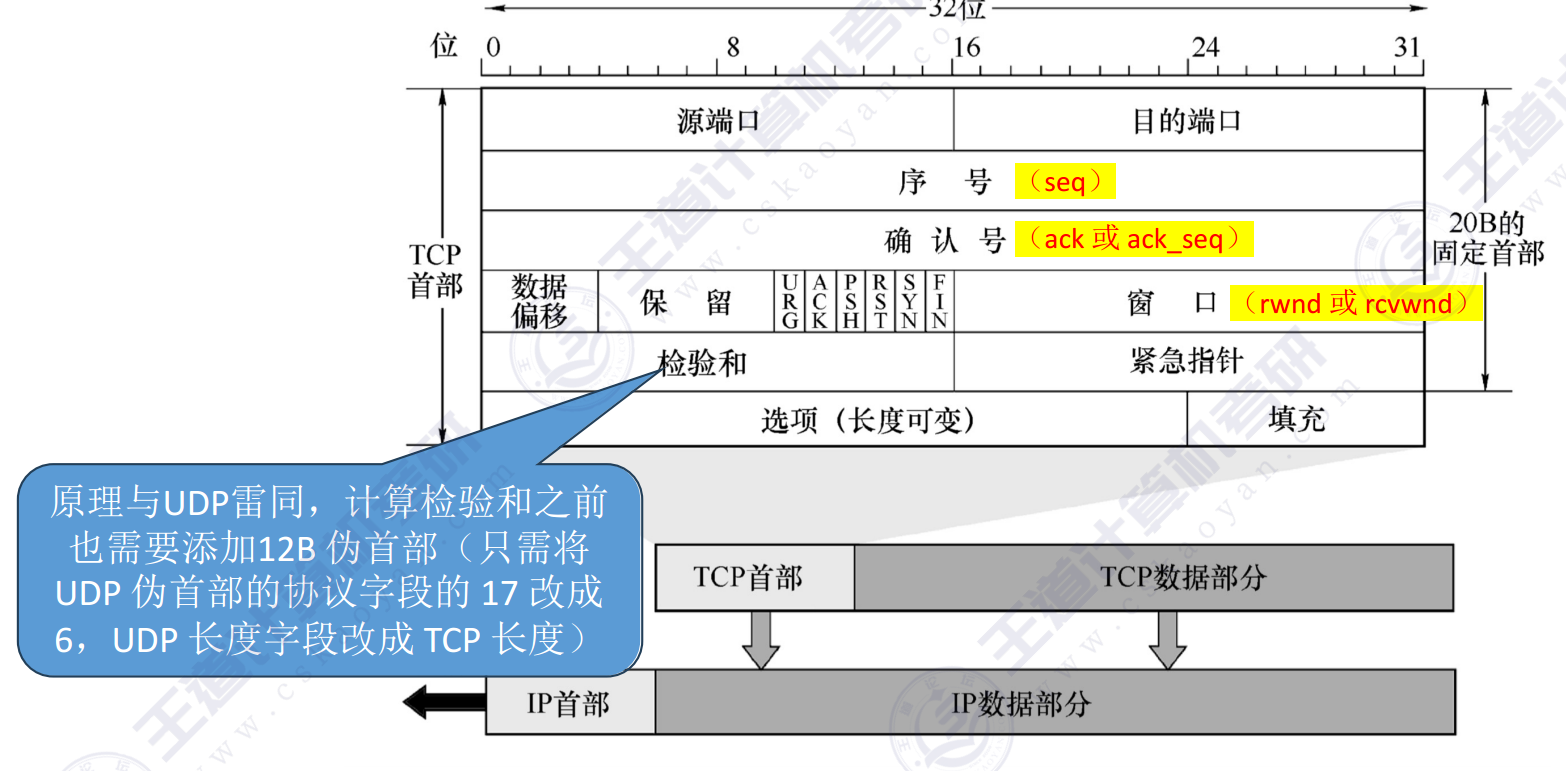 32位
位 0 8 16 24 31
源端口 目的端口
序 号 （seq）
确 认 号 （ack 或 ack_seq）
TCP
首部
20B的
固定首部
数据
偏移
保 留
URG ACK PSH RST SYN FIN
窗 口 （rwnd 或 rcvwnd）
检验和 紧急指针
选项（长度可变） 填充
原理与UDP雷同，计算检验和之前
也需要添加12B 伪首部（只需将
UDP 伪首部的协议字段的 17 改成
6，UDP 长度字段改成 TCP 长度）
TCP首部 TCP数据部分
IP首部 IP数据部分
王道计算机考研
www.cskaoyan.com